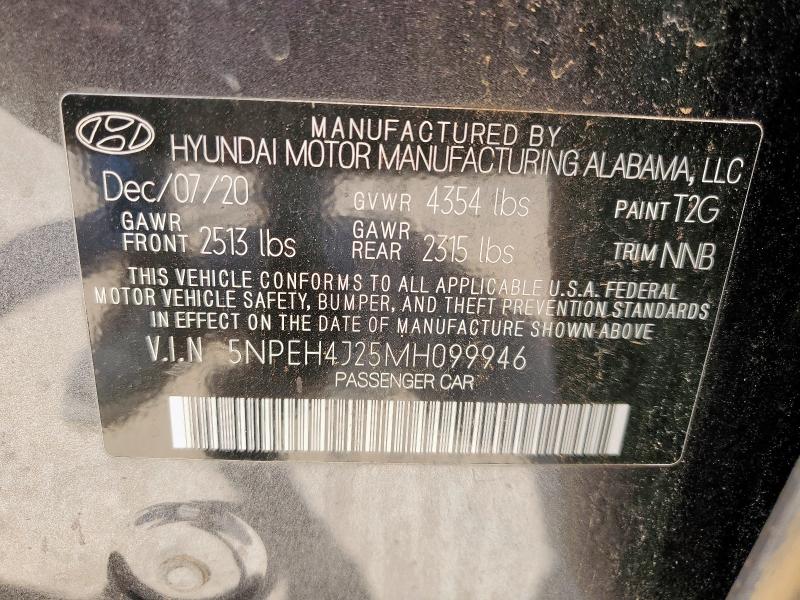 MANUFACTURED BY
HYUNDAI MOTOR MANUFACTURING ALABAMA, LLC
Dec/07/20 GVWR 4354 lbs PAINT T2G
GAWR FRONT 2513 lbs GAWR REAR 2315 lbs TRIM NNB
THIS VEHICLE CONFORMS TO ALL APPLICABLE U.S.A. FEDERAL
MOTOR VEHICLE SAFETY, BUMPER, AND THEFT PREVENTION STANDARDS
IN EFFECT ON THE DATE OF MANUFACTURE SHOWN ABOVE
V.I.N 5NPEH4J25MH099946
PASSENGER CAR